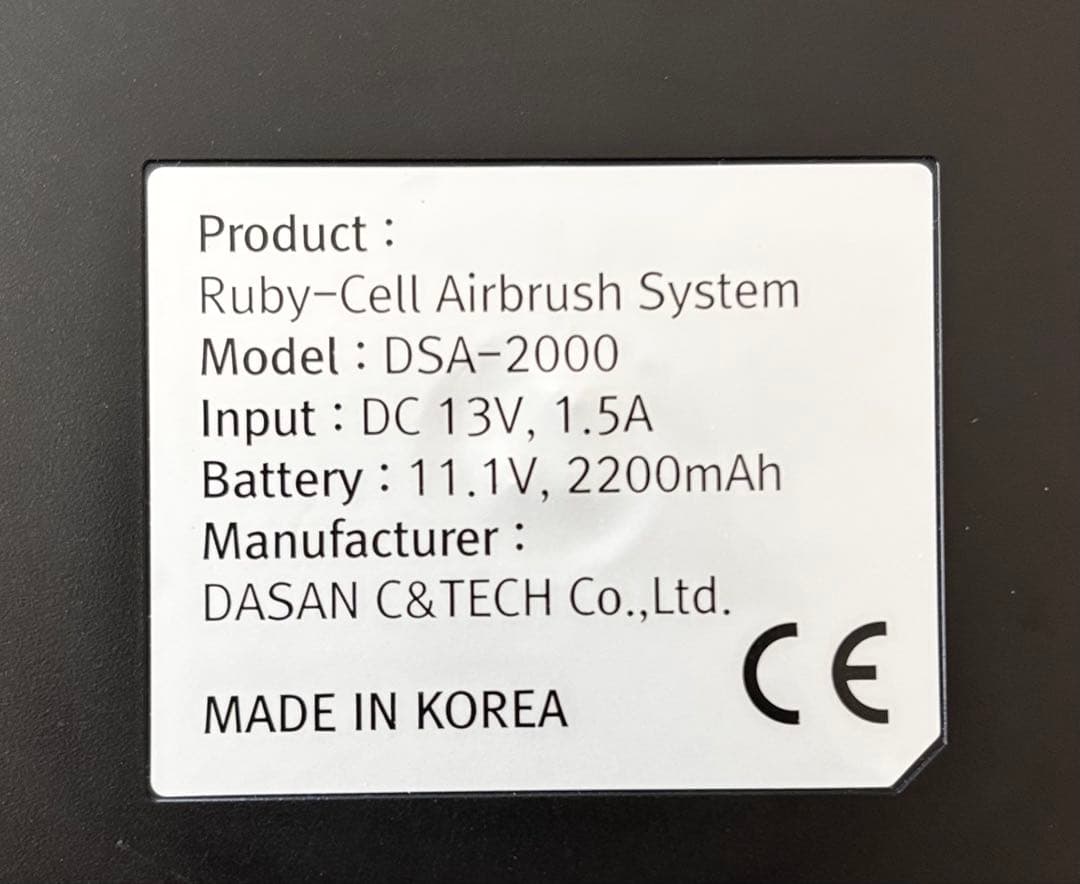 Product :
Ruby-Cell Airbrush System
Model : DSA-2000
Input : DC 13V, 1.5A
Battery : 11.1V, 2200mAh
Manufacturer :
DASAN C&TECH Co.,Ltd.
CE
MADE IN KOREA